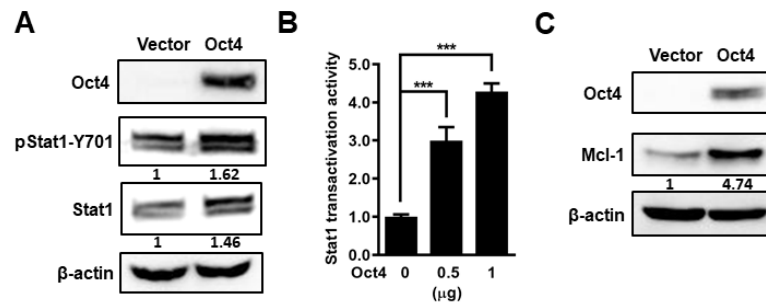 A
Vector Oct4
Oct4
pStat1-Y701
1 1.62
Stat1
1 1.46
β-actin
B
Stat1 transactivation activity
5.0
4.0
3.0
2.0
1.0
0.0
***
***
Oct4 0 0.5 1
(μg)
C
Vector Oct4
Oct4
Mcl-1
1 4.74
β-actin